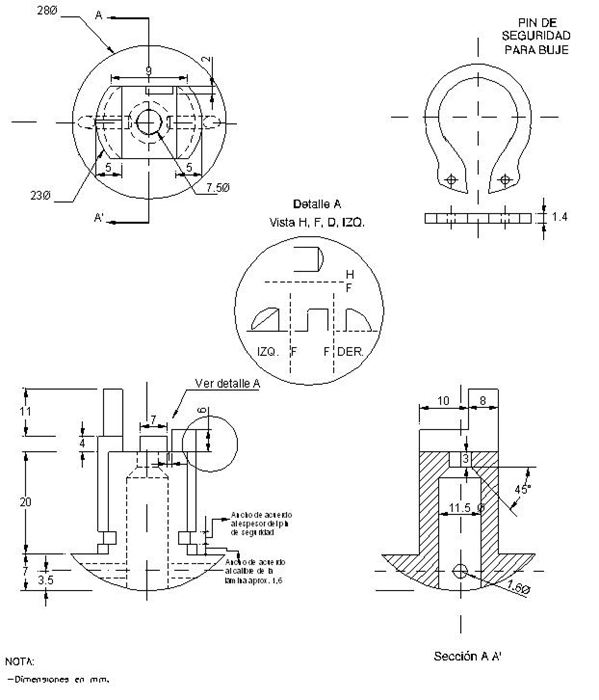 28Ø
A
PIN DE
SEGURIDAD
PARA BUJE
2
9
5
5
23Ø
7.5Ø
A'
1.4
Detalle A
Vista H, F, D, IZQ.
H
F
IZQ.
F
F
DER.
Ver detalle A
11
7
6
4
1
20
7
3.5
Ancho de acuerdo
al espesor del pin
de seguridad
Ancho de acuerdo
al calibre de la
lámina aprox. 1,6
10
8
3
45°
11.5 Ø
1.6Ø
Sección A A'
NOTA:
-Dimensiones en mm.